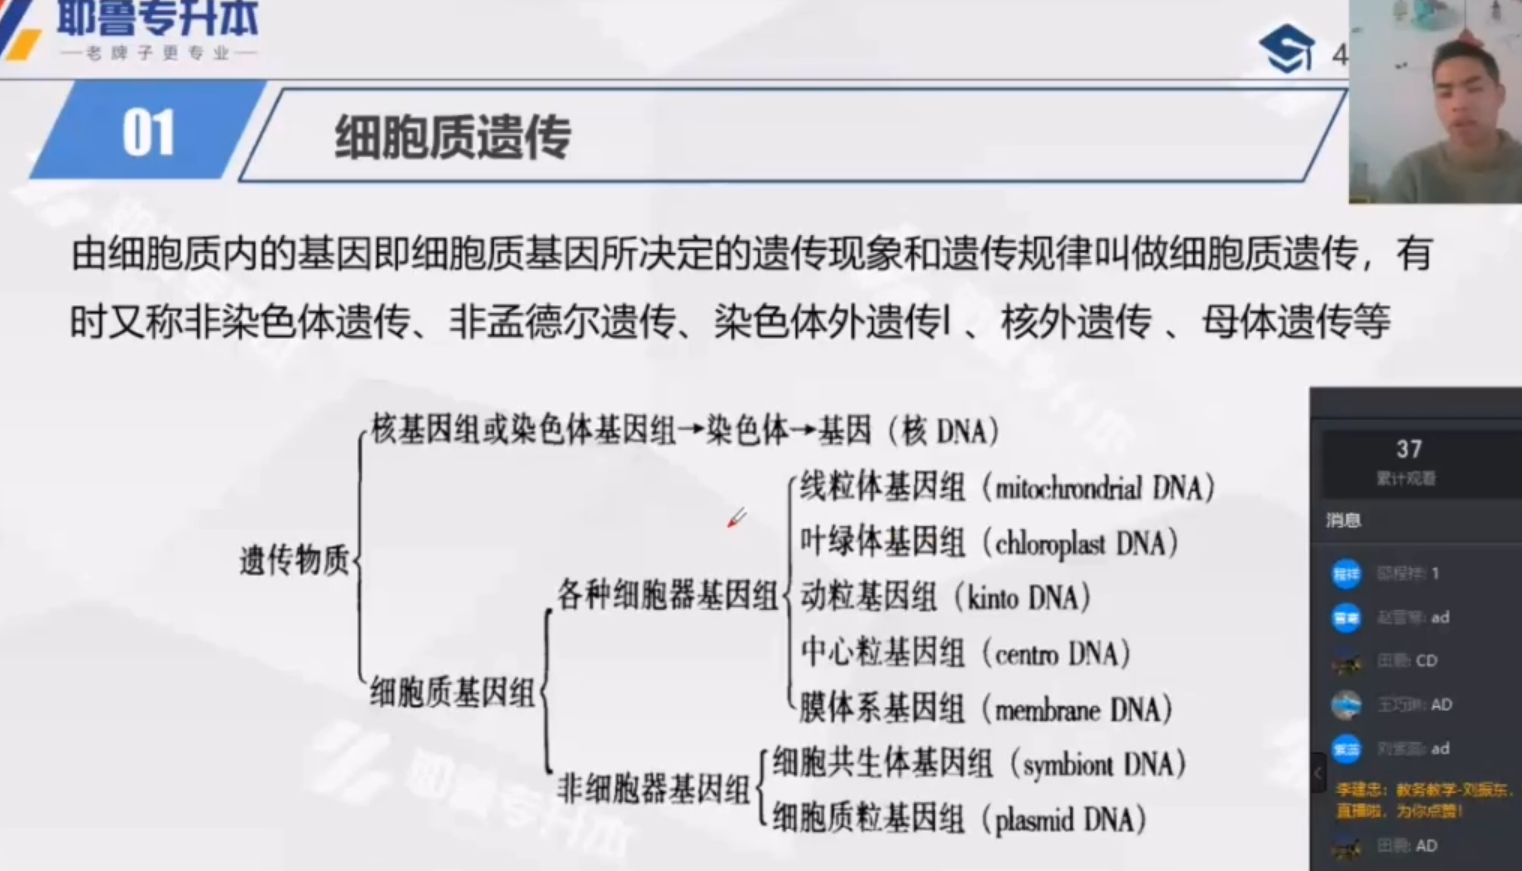 耶鲁专升本
—老牌子更专业—
4
01
细胞质遗传
由细胞质内的基因即细胞质基因所决定的遗传现象和遗传规律叫做细胞质遗传，有
时又称非染色体遗传、非孟德尔遗传、染色体外遗传l 、核外遗传 、母体遗传等
核基因组或染色体基因组→染色体→基因（核 DNA）
线粒体基因组（mitochrondrial DNA）
叶绿体基因组（chloroplast DNA）
遗传物质
各种细胞器基因组
动粒基因组（kinto DNA）
中心粒基因组（centro DNA）
细胞质基因组
膜体系基因组（membrane DNA）
细胞共生体基因组（symbiont DNA）
非细胞器基因组
细胞质粒基因组（plasmid DNA）
37
累计观看
消息
程祥: 1
ad
田: CD
王巧: AD
ad
李建忠：教务教学-刘振东，
直播啦，为你点赞！
田: AD